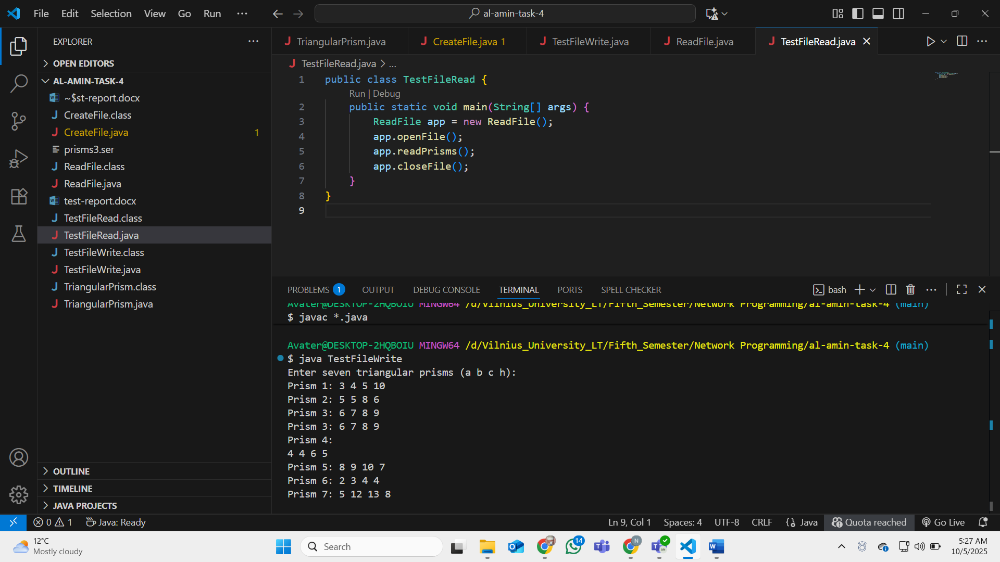 File Edit Selection View Go Run ···
al-amin-task-4
EXPLORER
OPEN EDITORS
AL-AMIN-TASK-4
~$st-report.docx
CreateFile.class
CreateFile.java 1
prisms3.ser
ReadFile.class
ReadFile.java
test-report.docx
TestFileRead.class
TestFileRead.java
TestFileWrite.class
TestFileWrite.java
TriangularPrism.class
TriangularPrism.java
OUTLINE
TIMELINE
JAVA PROJECTS
TriangularPrism.java CreateFile.java 1 TestFileWrite.java ReadFile.java TestFileRead.java
TestFileRead.java > ...
1 public class TestFileRead {
Run | Debug
2 public static void main(String[] args) {
3 ReadFile app = new ReadFile();
4 app.openFile();
5 app.readPrisms();
6 app.closeFile();
7 }
8 }
9
PROBLEMS 1 OUTPUT DEBUG CONSOLE TERMINAL PORTS SPELL CHECKER bash
Avater@DESKTOP-2HQBOIU MINGW64 /d/Vilnius_University_LT/Fifth_Semester/Network Programming/al-amin-task-4 (main)
$ javac *.java
Avater@DESKTOP-2HQBOIU MINGW64 /d/Vilnius_University_LT/Fifth_Semester/Network Programming/al-amin-task-4 (main)
$ java TestFileWrite
Enter seven triangular prisms (a b c h):
Prism 1: 3 4 5 10
Prism 2: 5 5 8 6
Prism 3: 6 7 8 9
Prism 3: 6 7 8 9
Prism 4:
4 4 6 5
Prism 5: 8 9 10 7
Prism 6: 2 3 4 4
Prism 7: 5 12 13 8
0 1 Java: Ready Ln 9, Col 1 Spaces: 4 UTF-8 CRLF {} Java Quota reached Go Live
12°C
Mostly cloudy
Search
14
N
AN
5:27 AM
10/5/2025